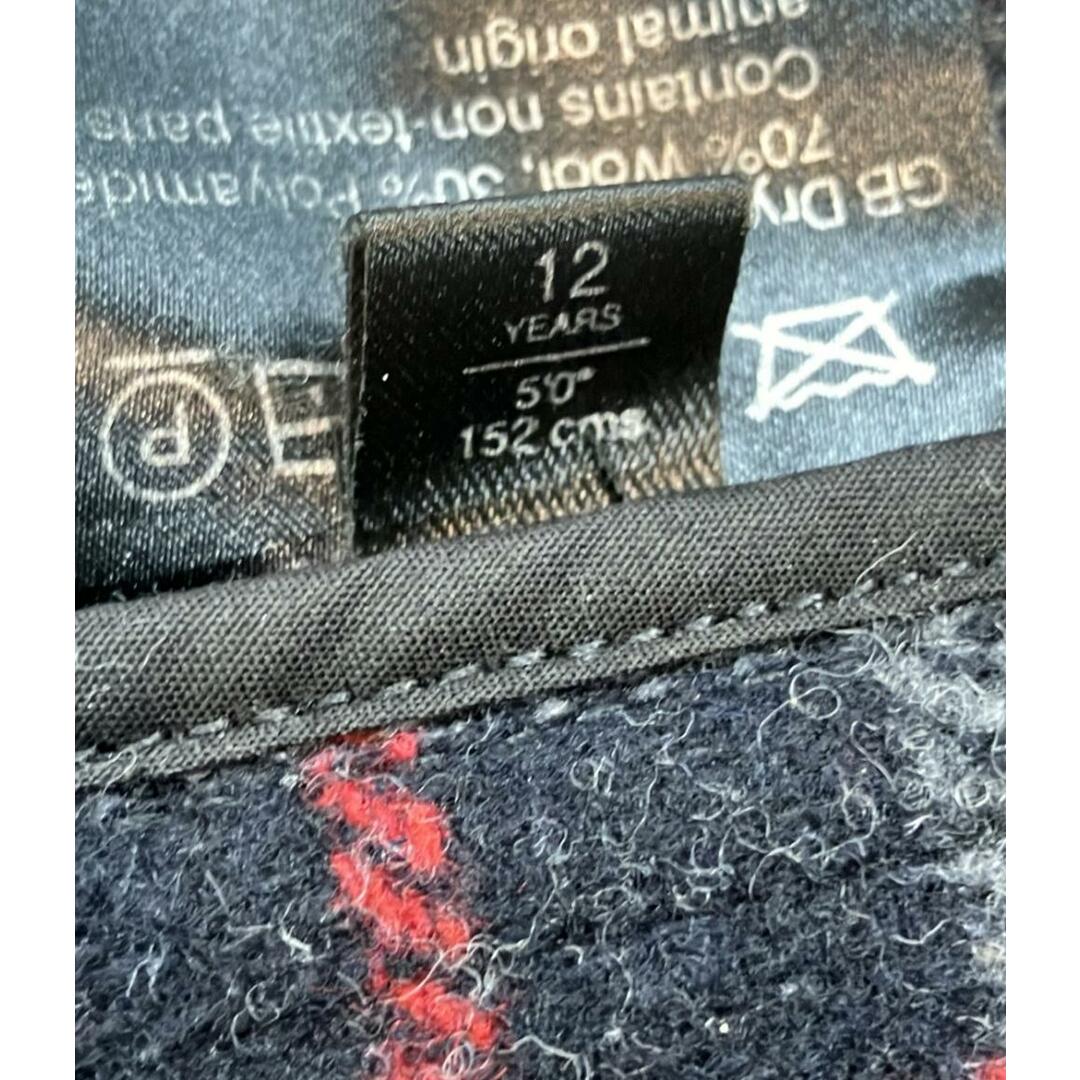 12
YEARS
5'0"
152 cms
GB Dry
70% Wool, 30% Polyamide
Contains non-textile parts
animal origin
P